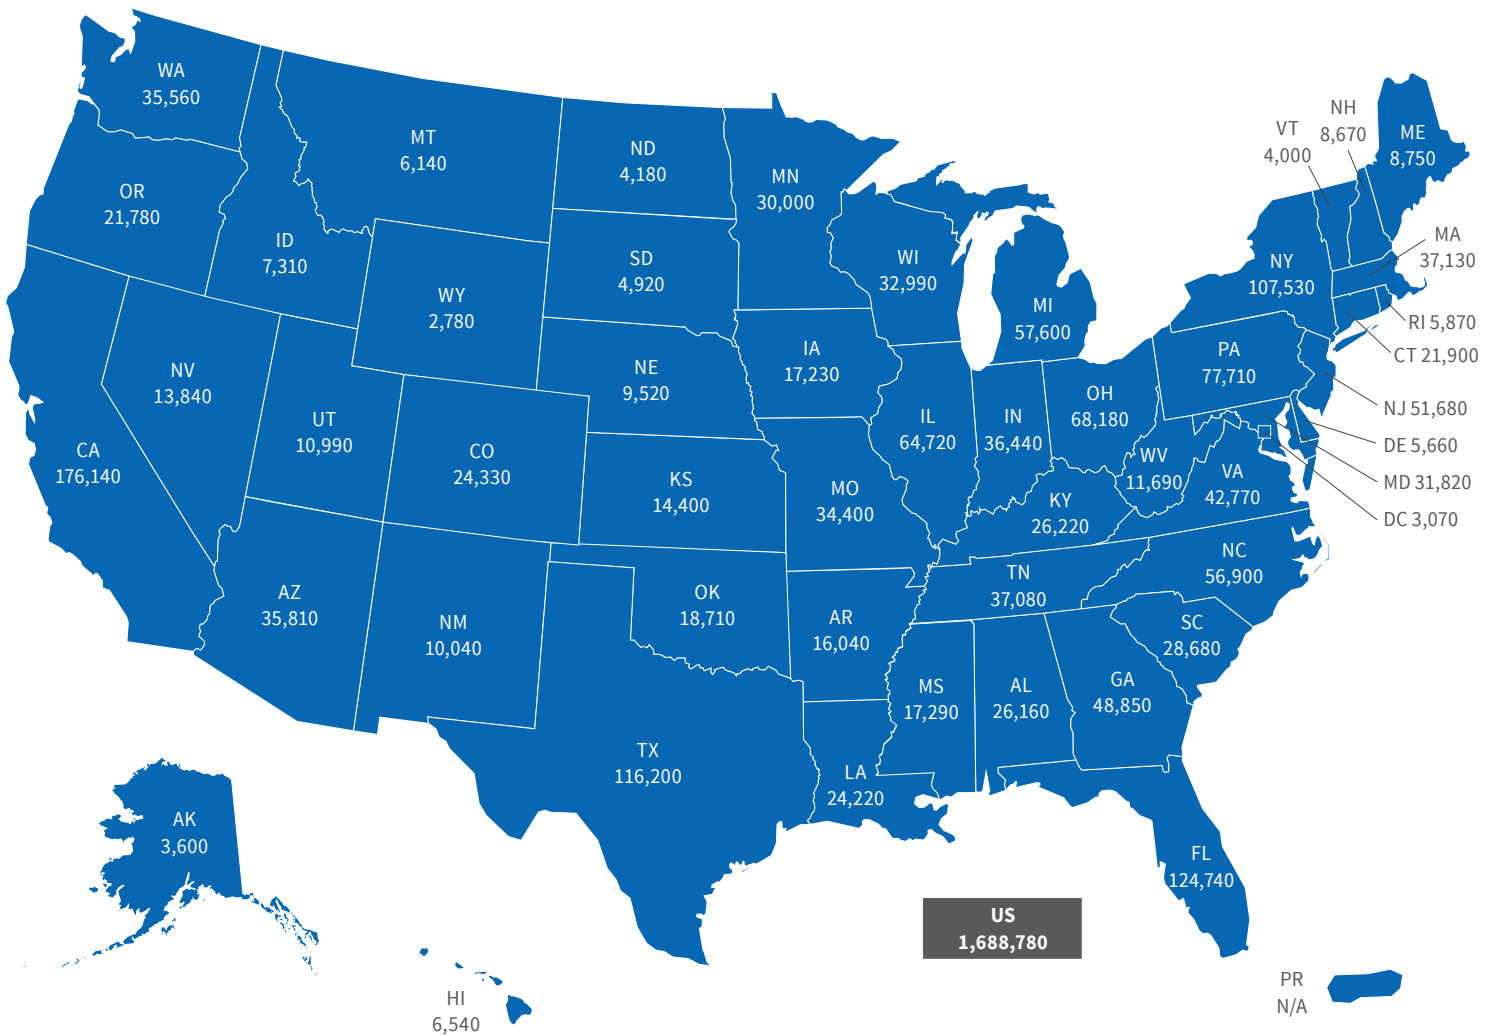 WA
35,560
MT
6,140
ND
4,180
MN
30,000
VT
4,000
NH
8,670
ME
8,750
OR
21,780
ID
7,310
SD
4,920
WI
32,990
MI
57,600
NY
107,530
MA
37,130
WY
2,780
RI 5,870
CT 21,900
NV
13,840
UT
10,990
NE
9,520
IA
17,230
PA
77,710
NJ 51,680
CA
176,140
CO
24,330
KS
14,400
MO
34,400
IL
64,720
IN
36,440
OH
68,180
WV
11,690
VA
42,770
DE 5,660
MD 31,820
DC 3,070
KY
26,220
AZ
35,810
NM
10,040
OK
18,710
AR
16,040
TN
37,080
NC
56,900
SC
28,680
MS
17,290
AL
26,160
GA
48,850
TX
116,200
LA
24,220
FL
124,740
AK
3,600
HI
6,540
US
1,688,780
PR
N/A